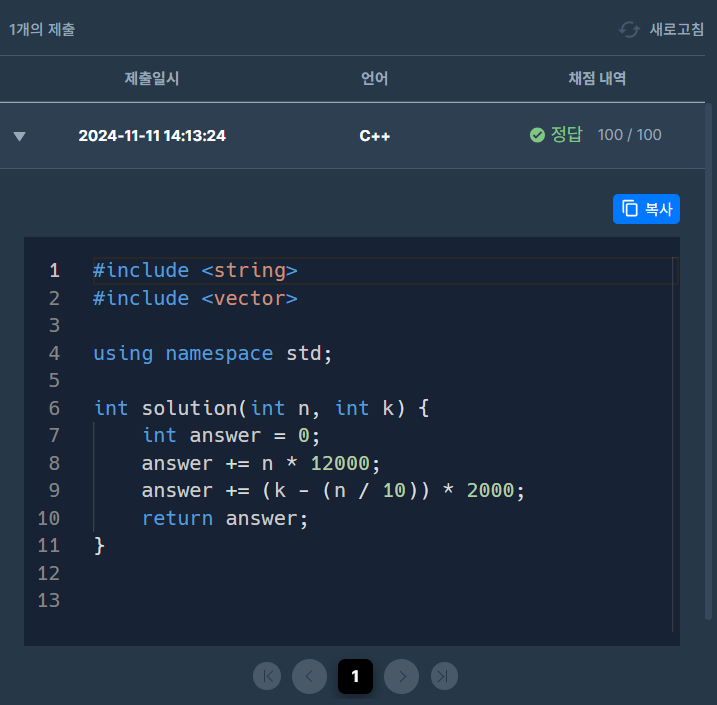 1개의 제출 새로고침
제출일시 언어 채점 내역
2024-11-11 14:13:24 C++ 정답 100 / 100
복사
1 #include <string>
2 #include <vector>
3
4 using namespace std;
5
6 int solution(int n, int k) {
7     int answer = 0;
8     answer += n * 12000;
9     answer += (k - (n / 10)) * 2000;
10     return answer;
11 }
12
13
1